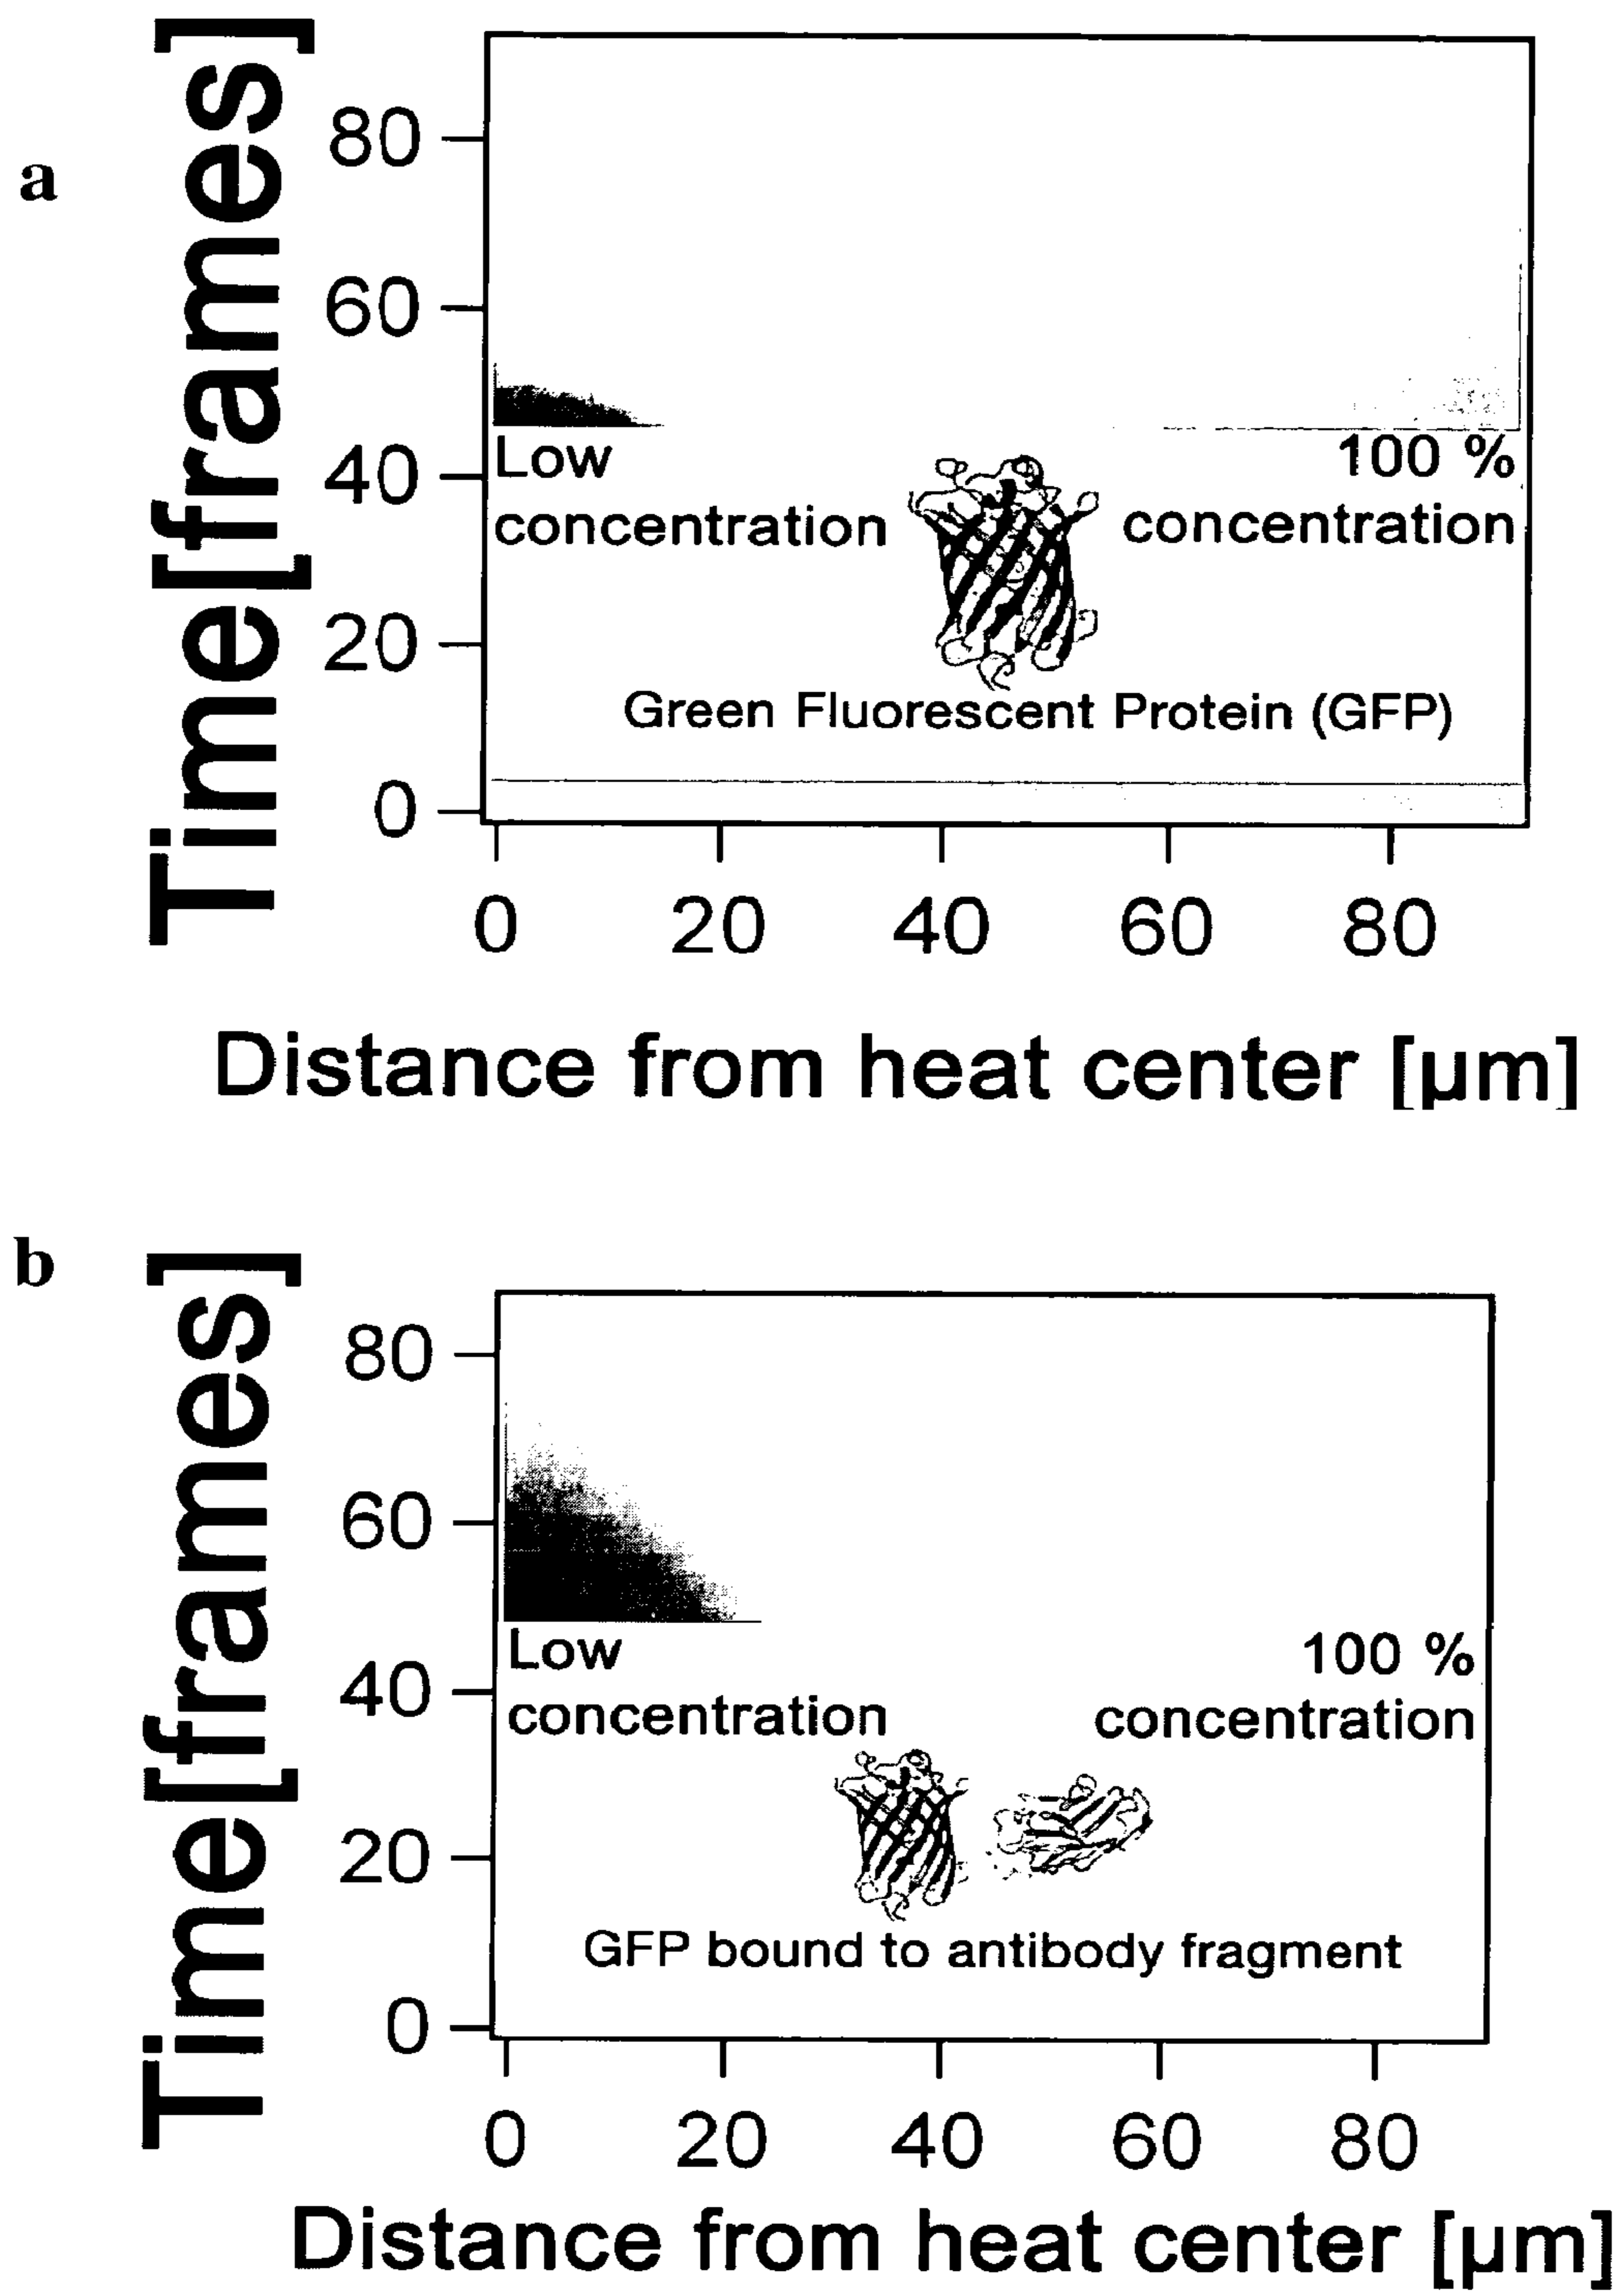 a
Time[frames]
80
60
40
20
0
Low
concentration
100 %
concentration
Green Fluorescent Protein (GFP)
0 20 40 60 80
Distance from heat center [µm]
b
Time[frames]
80
60
40
20
0
Low
concentration
100 %
concentration
GFP bound to antibody fragment
0 20 40 60 80
Distance from heat center [µm]